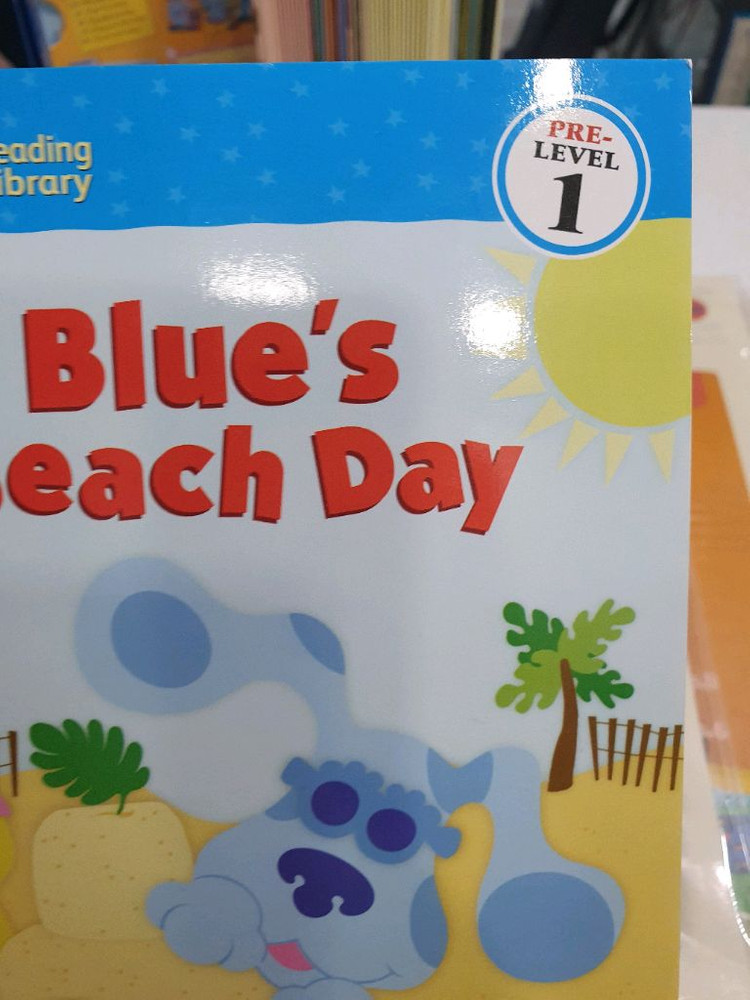 eading
ibrary
PRE-
LEVEL
1
Blue's
each Day